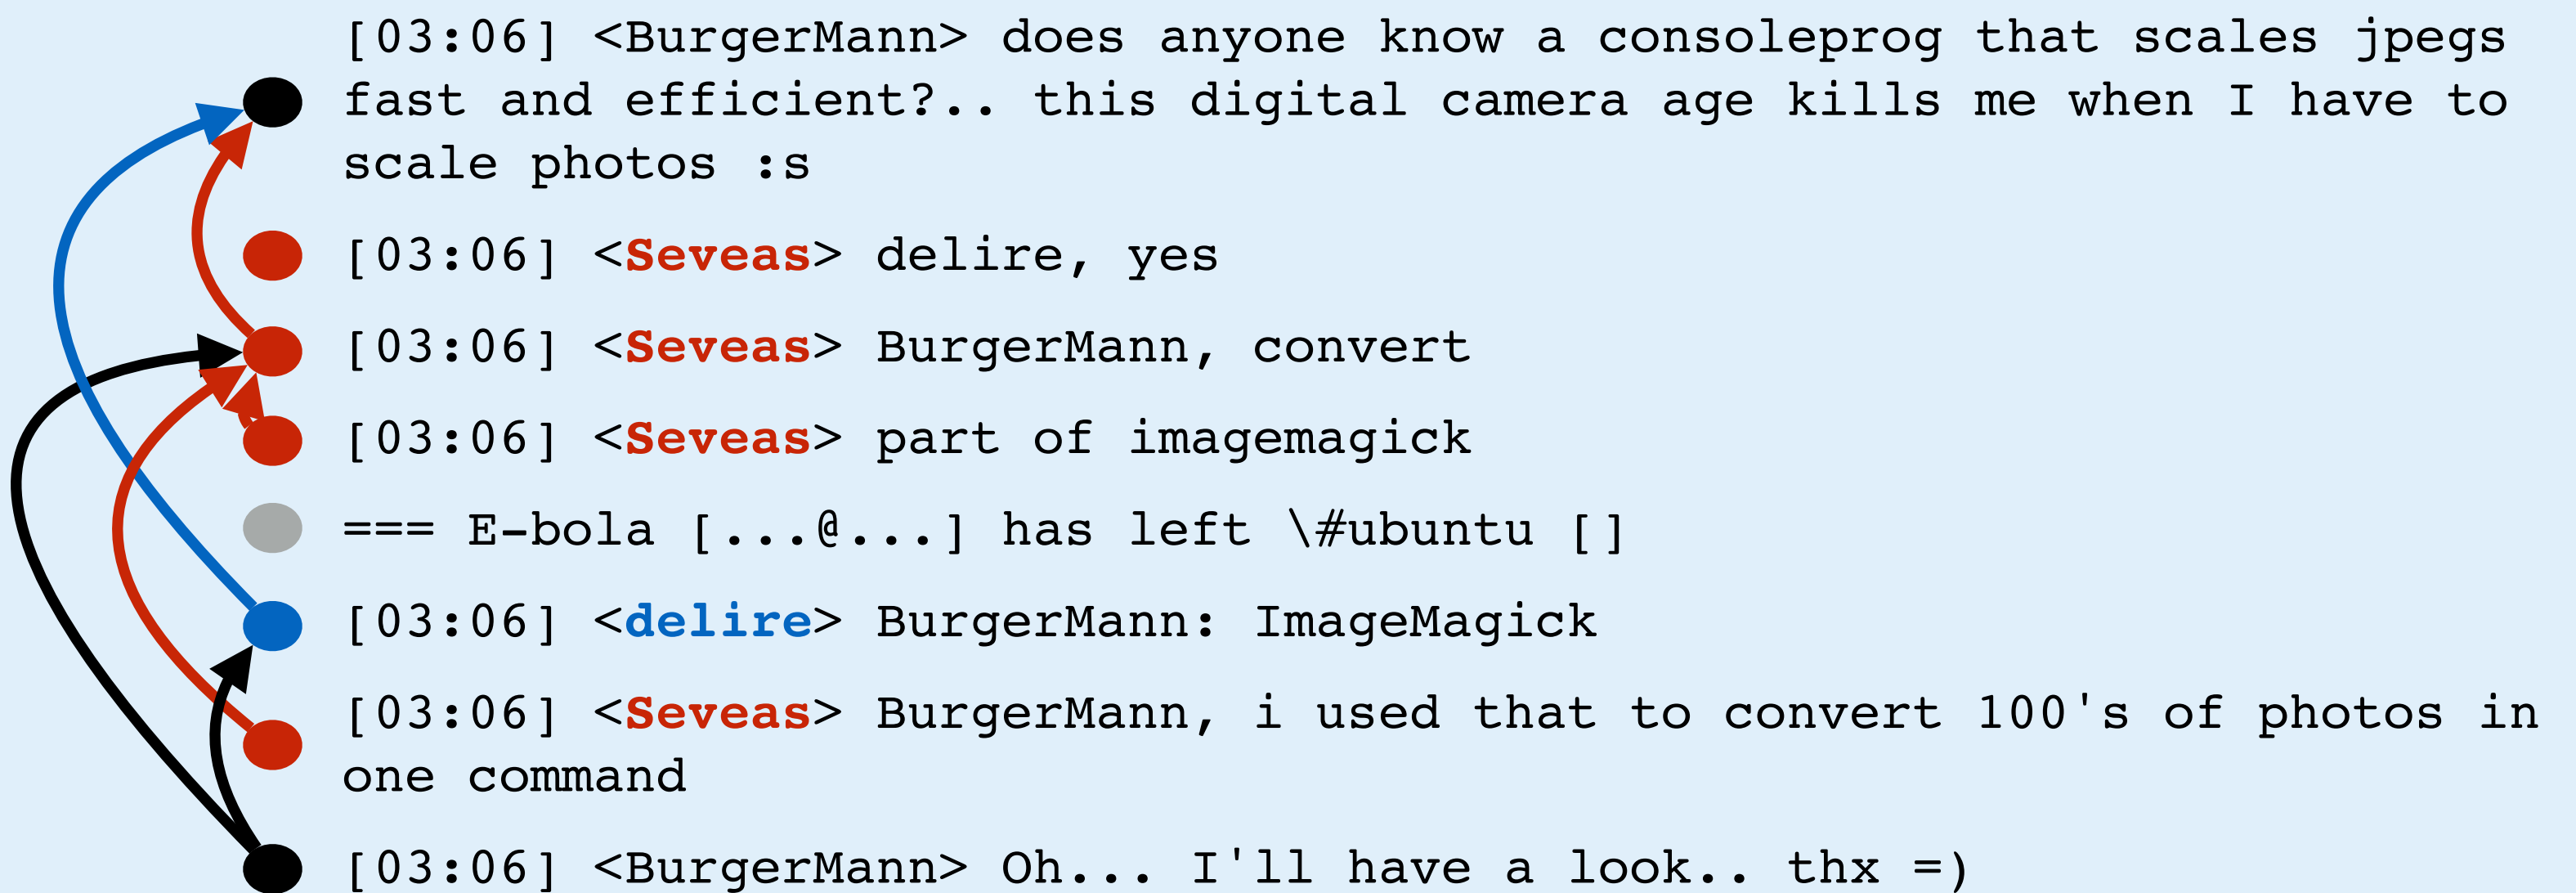 [03:06] <BurgerMann> does anyone know a consoleprog that scales jpegs
fast and efficient?.. this digital camera age kills me when I have to
scale photos :s
[03:06] <Seveas> delire, yes
[03:06] <Seveas> BurgerMann, convert
[03:06] <Seveas> part of imagemagick
=== E-bola [...@...] has left \#ubuntu []
[03:06] <delire> BurgerMann: ImageMagick
[03:06] <Seveas> BurgerMann, i used that to convert 100's of photos in
one command
[03:06] <BurgerMann> Oh... I'll have a look.. thx =)